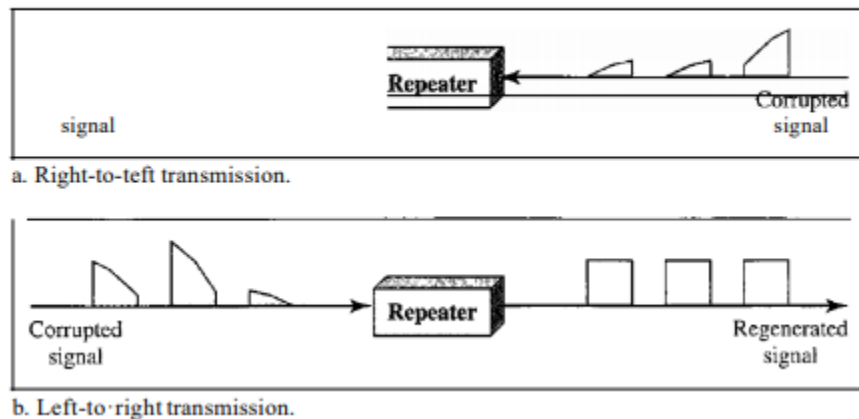 Repeater
Corrupted
signal
signal
a. Right-to-teft transmission.
Repeater
Corrupted
signal
Regenerated
signal
b. Left-to·right transmission.